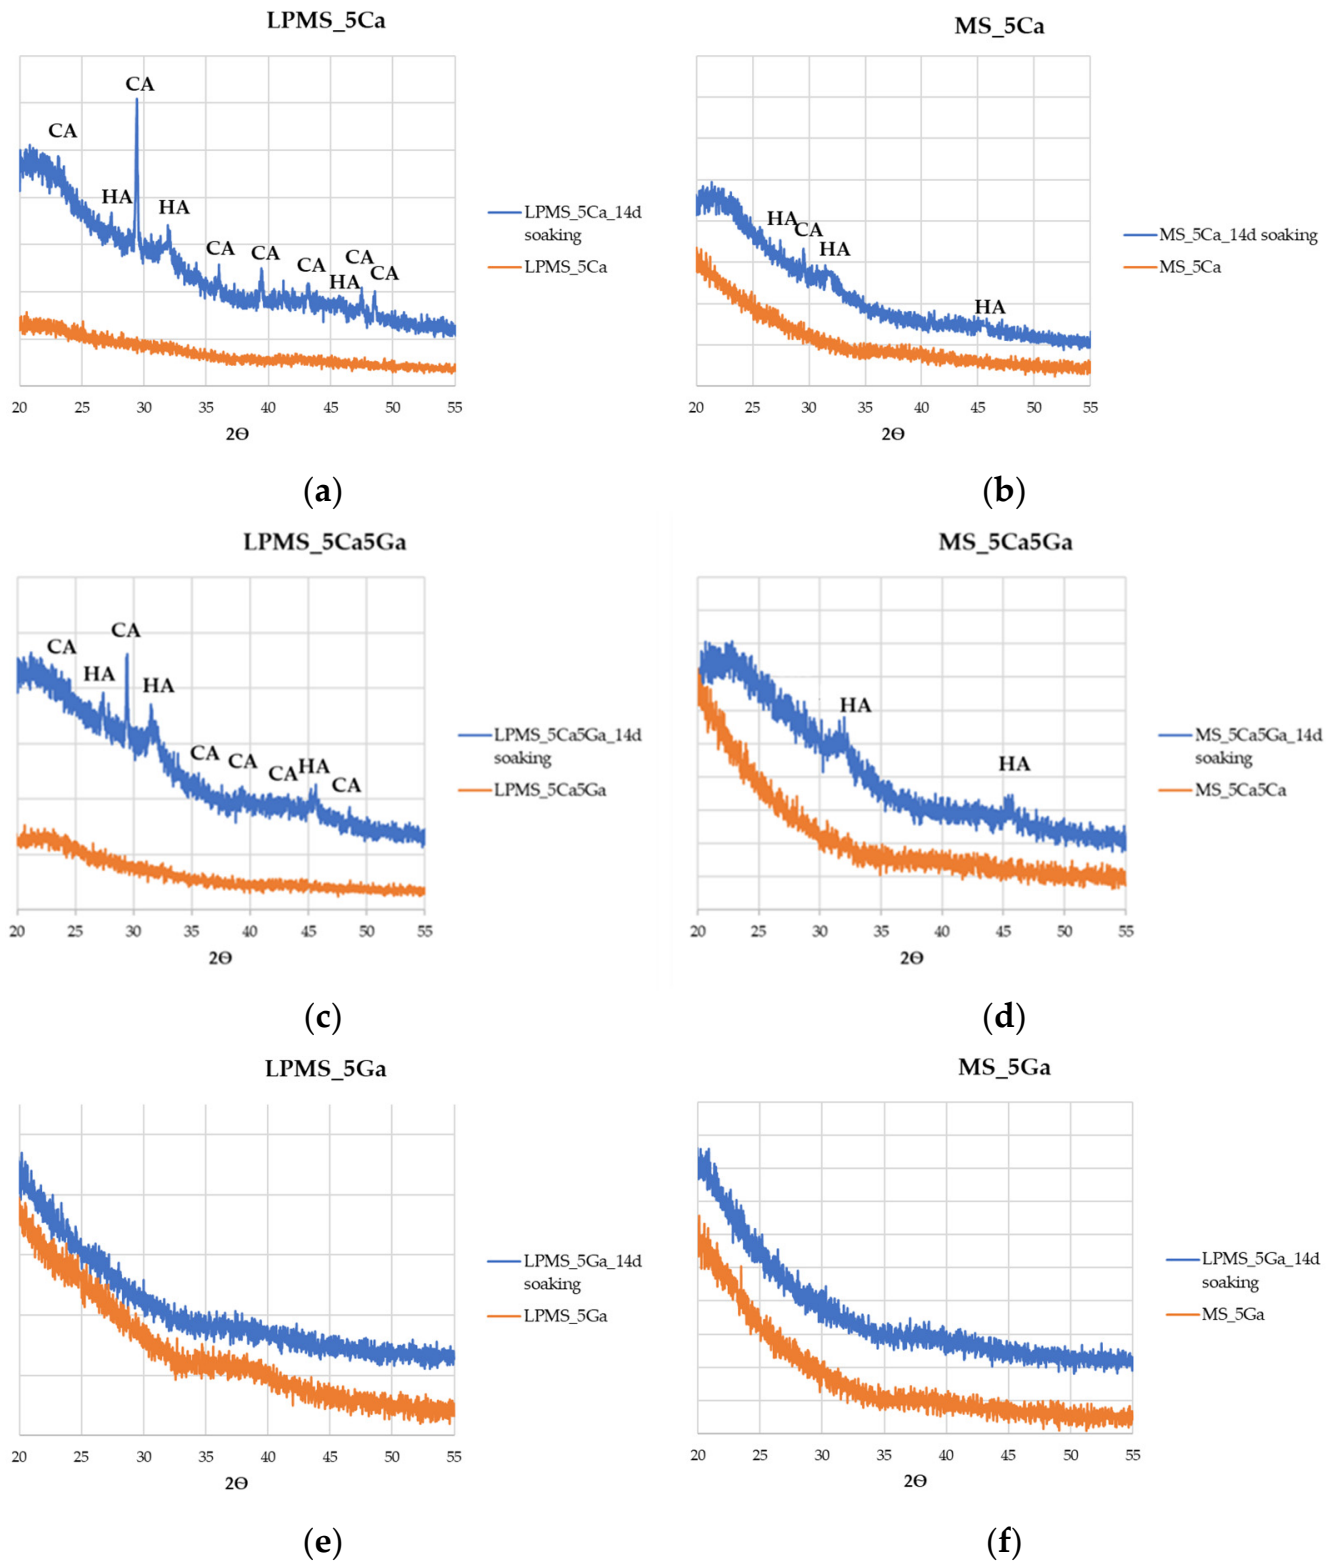 LPMS_5Ca
CA
CA
HA
HA
CA
CA
CA
CA
HA
CA
LPMS_5Ca_14d
soaking
LPMS_5Ca
20 25 30 35 40 45 50 55
2Θ
(a)
MS_5Ca
HA
CA
HA
HA
MS_5Ca_14d soaking
MS_5Ca
20 25 30 35 40 45 50 55
2Θ
(b)
LPMS_5Ca5Ga
CA
CA
HA
HA
CA
CA
CA
HA
CA
LPMS_5Ca5Ga_14d
soaking
LPMS_5Ca5Ga
20 25 30 35 40 45 50 55
2Θ
(c)
MS_5Ca5Ga
HA
HA
MS_5Ca5Ga_14d
soaking
MS_5Ca5Ca
20 25 30 35 40 45 50 55
2Θ
(d)
LPMS_5Ga
LPMS_5Ga_14d
soaking
LPMS_5Ga
20 25 30 35 40 45 50 55
2Θ
(e)
MS_5Ga
LPMS_5Ga_14d
soaking
MS_5Ga
20 25 30 35 40 45 50 55
2Θ
(f)